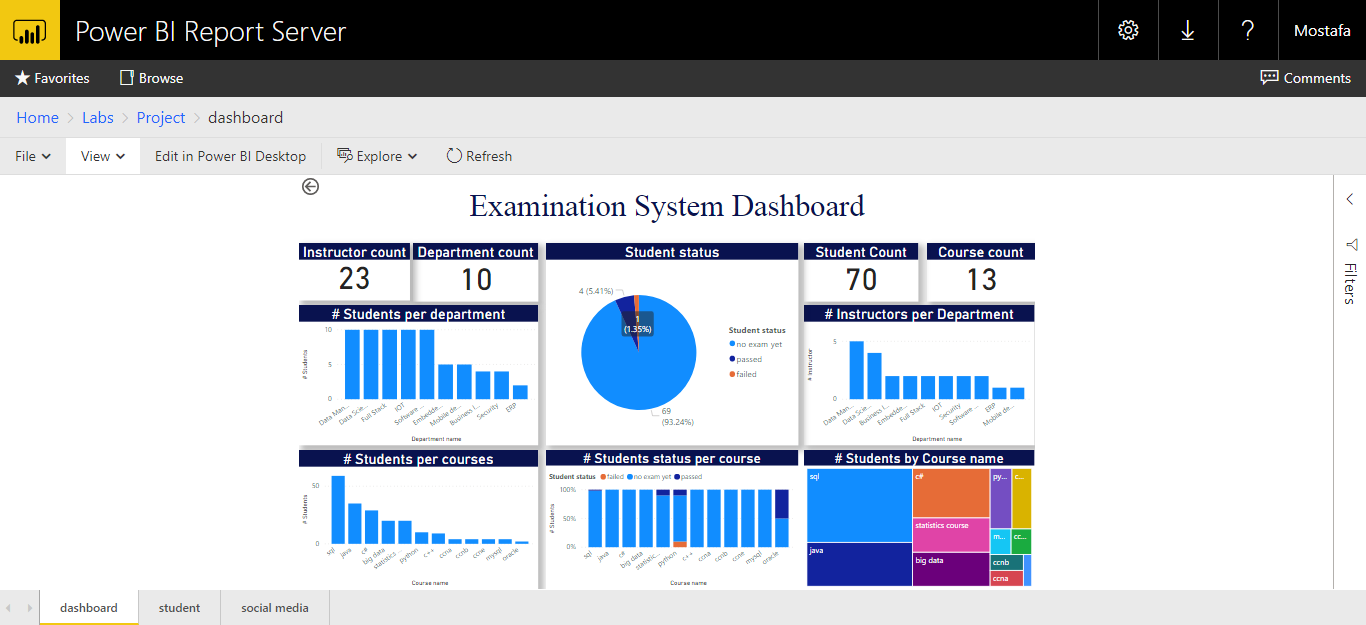 Power BI Report Server
Mostafa
Favorites
Browse
Comments
Home > Labs > Project > dashboard
File
View
Edit in Power BI Desktop
Explore
Refresh
Filters
Examination System Dashboard
Instructor count
23
Department count
10
Student status
4 (5.41%)
1
(1.35%)
69
(93.24%)
Student status
no exam yet
passed
failed
Student Count
70
Course count
13
# Students per department
# Students
10
5
0
Data Man...
Data Scie...
Full Stack
IOT
Software ...
Embedde...
Mobile de...
Business I...
Security
ERP
Department name
# Instructors per Department
# Instructor
5
0
Data Man...
Data Scie...
Business I...
Embedde...
Full Stack
IOT
Security
Software ...
ERP
Mobile de...
Department name
# Students per courses
# Students
50
0
sql
java
c#
big data
statistics ...
python
c++
ccna
ccnb
ccne
mysql
oracle
Course name
# Students status per course
Student status failed no exam yet passed
# Students
100%
50%
0%
sql
java
c#
big data
statistic...
python
c++
ccna
ccnb
ccne
mysql
oracle
Course name
# Students by Course name
sql
java
c#
statistics course
big data
py...
c...
m...
cc...
ccnb
ccna
dashboard
student
social media